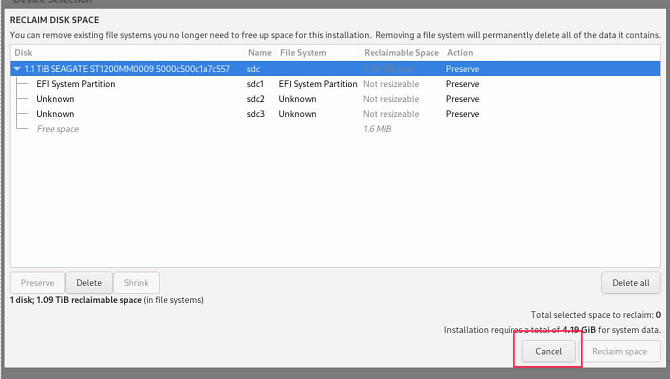 Device Selection
RECLAIM DISK SPACE
You can remove existing file systems you no longer need to free up space for this installation. Removing a file system will permanently delete all of the data it contains.
Disk Name File System Reclaimable Space Action
1.1 TiB SEAGATE ST1200MM0009 5000c500c1a7c557 sdc Preserve
EFI System Partition sdc1 EFI System Partition Not resizeable Preserve
Unknown sdc2 Unknown Not resizeable Preserve
Unknown sdc3 Unknown Not resizeable Preserve
Free space 1.6 MiB
Preserve Delete Shrink Delete all
1 disk; 1.09 TiB reclaimable space (in file systems)
Total selected space to reclaim: 0
Installation requires a total of 4.19 GiB for system data.
Cancel Reclaim space